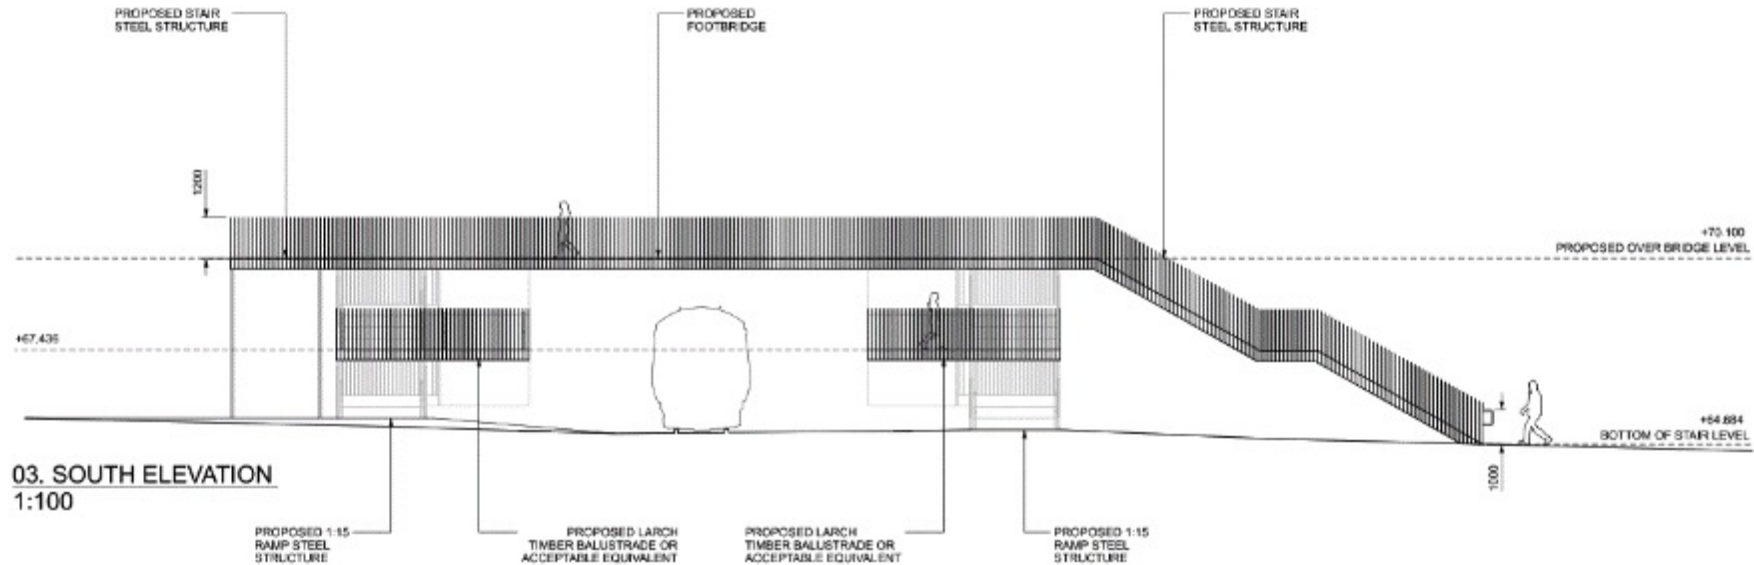 PROPOSED STAIR
STEEL STRUCTURE
PROPOSED
FOOTBRIDGE
PROPOSED STAIR
STEEL STRUCTURE
1200
+70.100
PROPOSED OVER BRIDGE LEVEL
+67.436
+64.684
BOTTOM OF STAIR LEVEL
1000
03. SOUTH ELEVATION
1:100
PROPOSED 1:15
RAMP STEEL
STRUCTURE
PROPOSED LARCH
TIMBER BALUSTRADE OR
ACCEPTABLE EQUIVALENT
PROPOSED LARCH
TIMBER BALUSTRADE OR
ACCEPTABLE EQUIVALENT
PROPOSED 1:15
RAMP STEEL
STRUCTURE